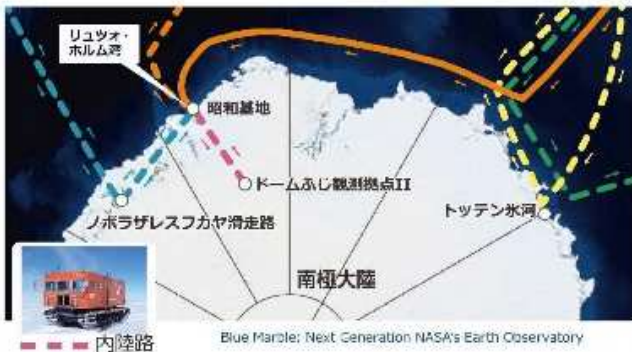 リュツォ・
ホルム湾
昭和基地
ドームふじ観測拠点II
ノボラザレスフカヤ滑走路
トッテン氷河
南極大陸
内陸路
Blue Marble: Next Generation NASA's Earth Observatory